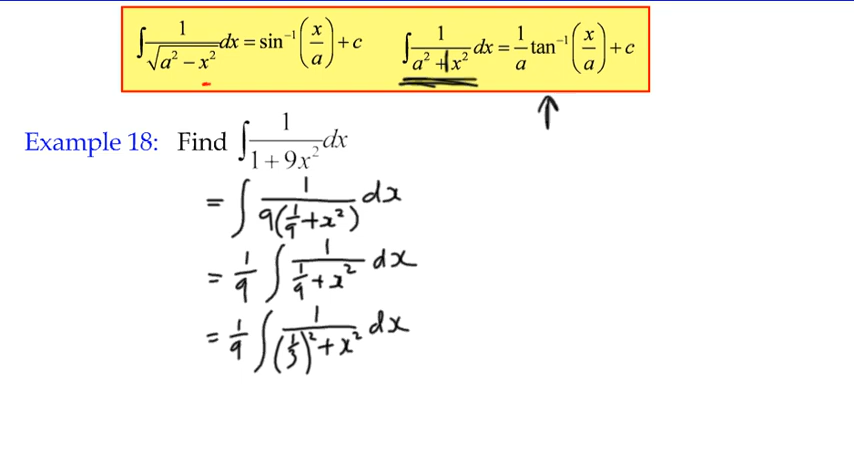 ∫ 1/√(a² − x²) dx = sin⁻¹(x/a) + c    ∫ 1/(a² + x²) dx = 1/a tan⁻¹(x/a) + c
Example 18: Find ∫ 1/(1 + 9x²) dx
= ∫ 1/(9(1/9 + x²)) dx
= 1/9 ∫ 1/(1/9 + x²) dx
= 1/9 ∫ 1/((1/3)² + x²) dx